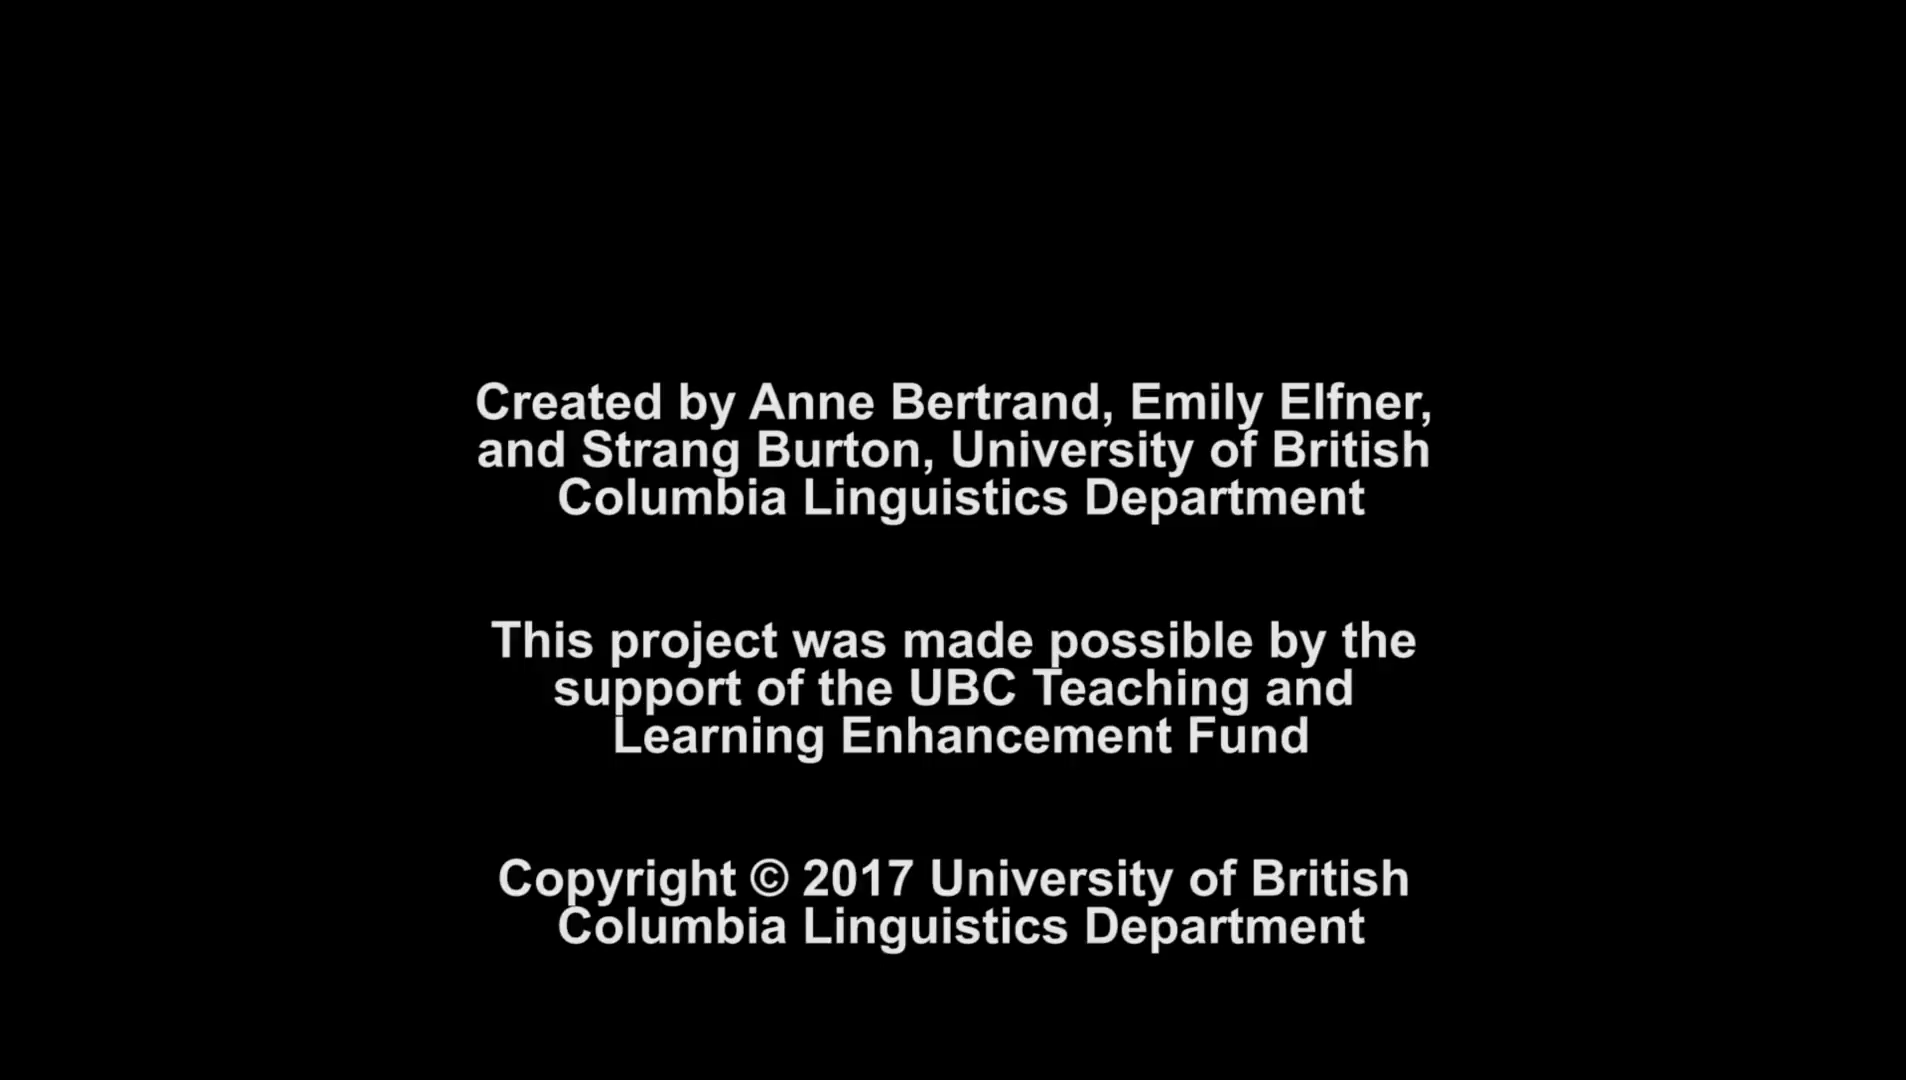 Created by Anne Bertrand, Emily Elfner,
and Strang Burton, University of British
Columbia Linguistics Department
This project was made possible by the
support of the UBC Teaching and
Learning Enhancement Fund
Copyright © 2017 University of British
Columbia Linguistics Department